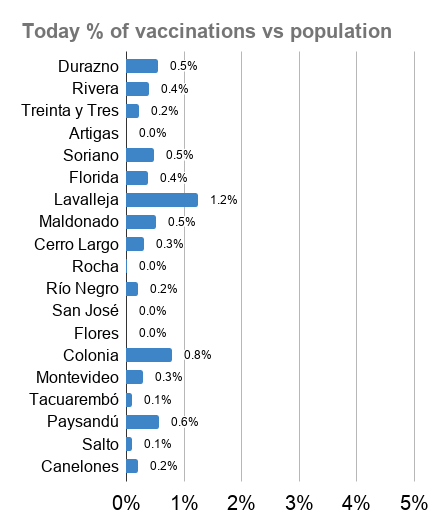 Today % of vaccinations vs population
Durazno 0.5%
Rivera 0.4%
Treinta y Tres 0.2%
Artigas 0.0%
Soriano 0.5%
Florida 0.4%
Lavalleja 1.2%
Maldonado 0.5%
Cerro Largo 0.3%
Rocha 0.0%
Río Negro 0.2%
San José 0.0%
Flores 0.0%
Colonia 0.8%
Montevideo 0.3%
Tacuarembó 0.1%
Paysandú 0.6%
Salto 0.1%
Canelones 0.2%
0% 1% 2% 3% 4% 5%